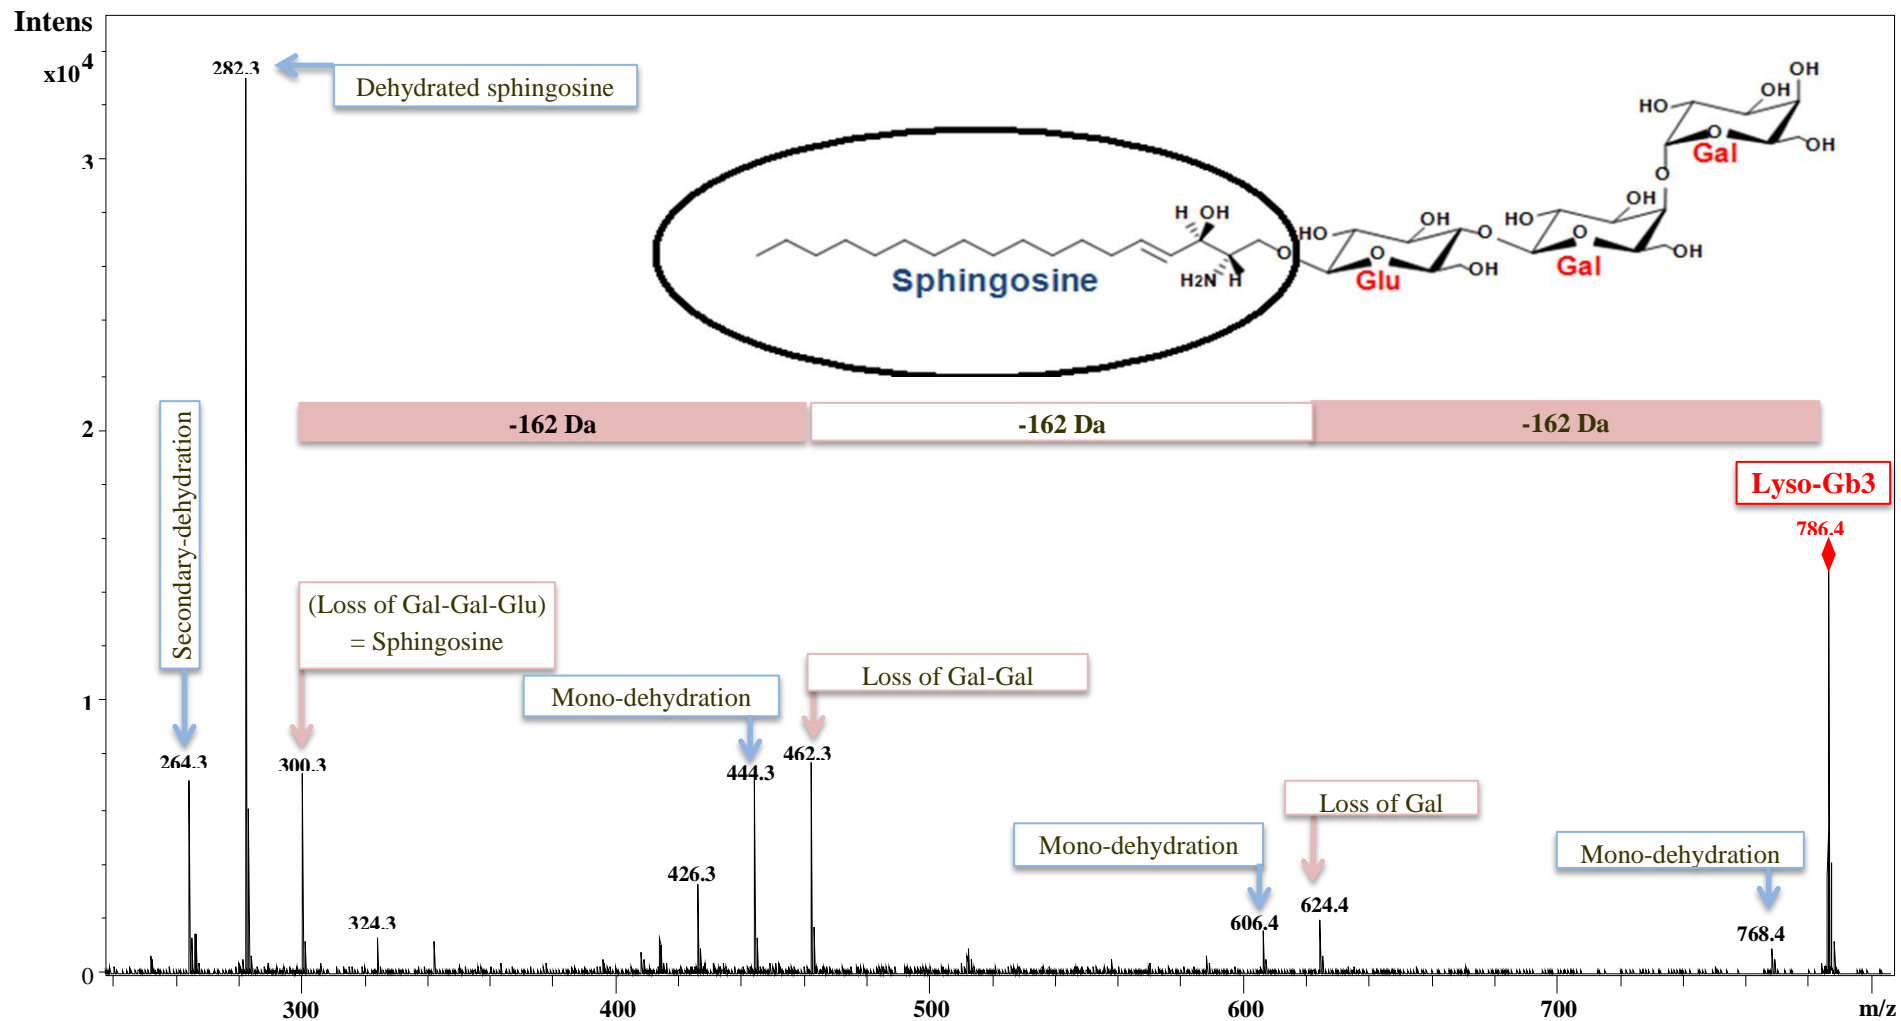 Intens
x10^4
282.3
Dehydrated sphingosine
OH
OH
HO
O
OH
Gal
O
3
H
OH
HO
OH
O
HO
OH
O
HO
O
O
OH
Sphingosine
H2N
H
Glu
OH
Gal
-162 Da
-162 Da
-162 Da
2
Secondary-dehydration
Lyso-Gb3
786.4
(Loss of Gal-Gal-Glu)
= Sphingosine
Mono-dehydration
Loss of Gal-Gal
1
264.3
300.3
444.3
462.3
Loss of Gal
Mono-dehydration
Mono-dehydration
426.3
324.3
606.4
624.4
768.4
0
300
400
500
600
700
m/z